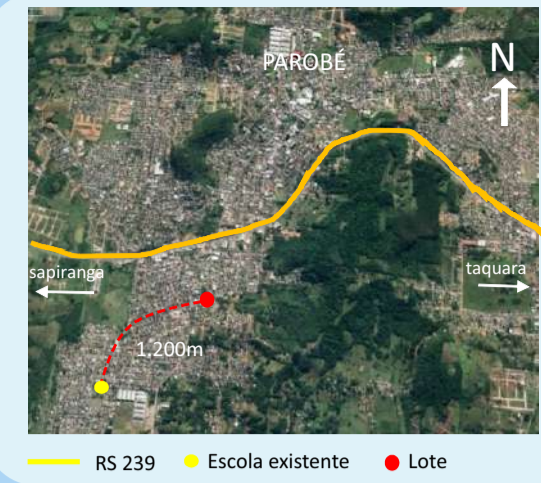 PAROBÉ
N
sapiranga
taquara
1.200m
RS 239
Escola existente
Lote